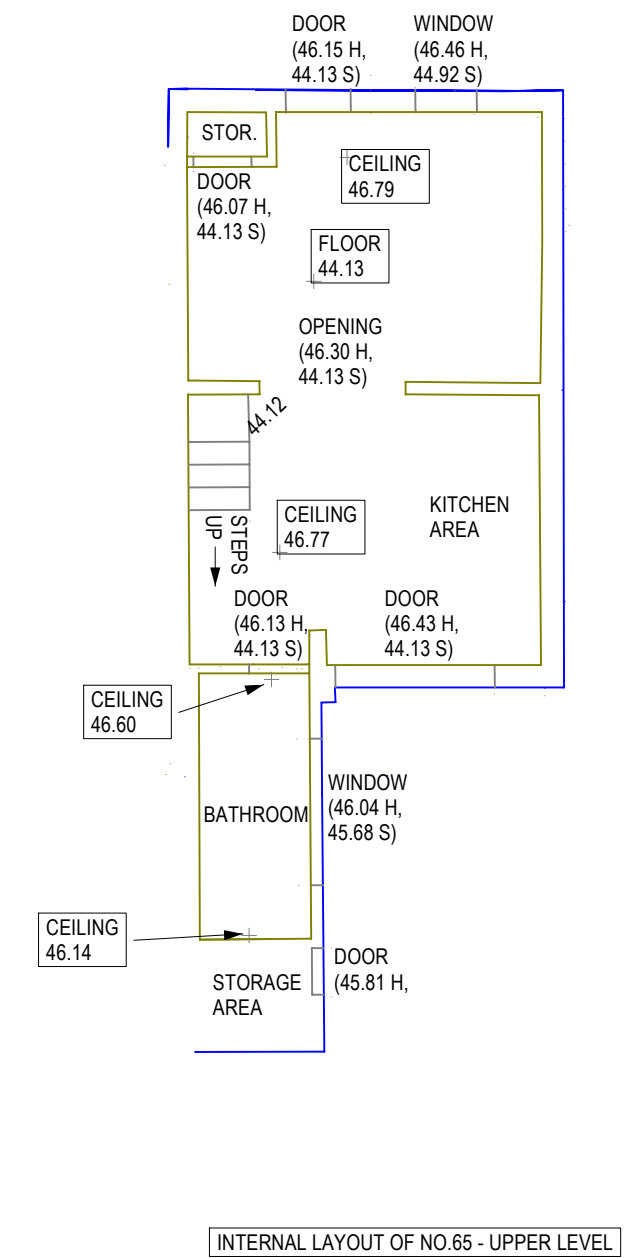 DOOR
(46.15 H,
44.13 S)
WINDOW
(46.46 H,
44.92 S)
STOR.
CEILING
46.79
DOOR
(46.07 H,
44.13 S)
FLOOR
44.13
OPENING
(46.30 H,
44.13 S)
44.12
KITCHEN
AREA
CEILING
46.77
STEPS
UP
DOOR
(46.13 H,
44.13 S)
DOOR
(46.43 H,
44.13 S)
CEILING
46.60
WINDOW
(46.04 H,
45.68 S)
BATHROOM
CEILING
46.14
DOOR
(45.81 H,
STORAGE
AREA
INTERNAL LAYOUT OF NO.65 - UPPER LEVEL